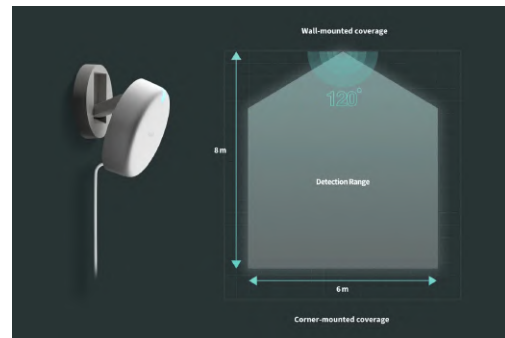 Wall-mounted coverage
120°
8 m
Detection Range
6 m
Corner-mounted coverage